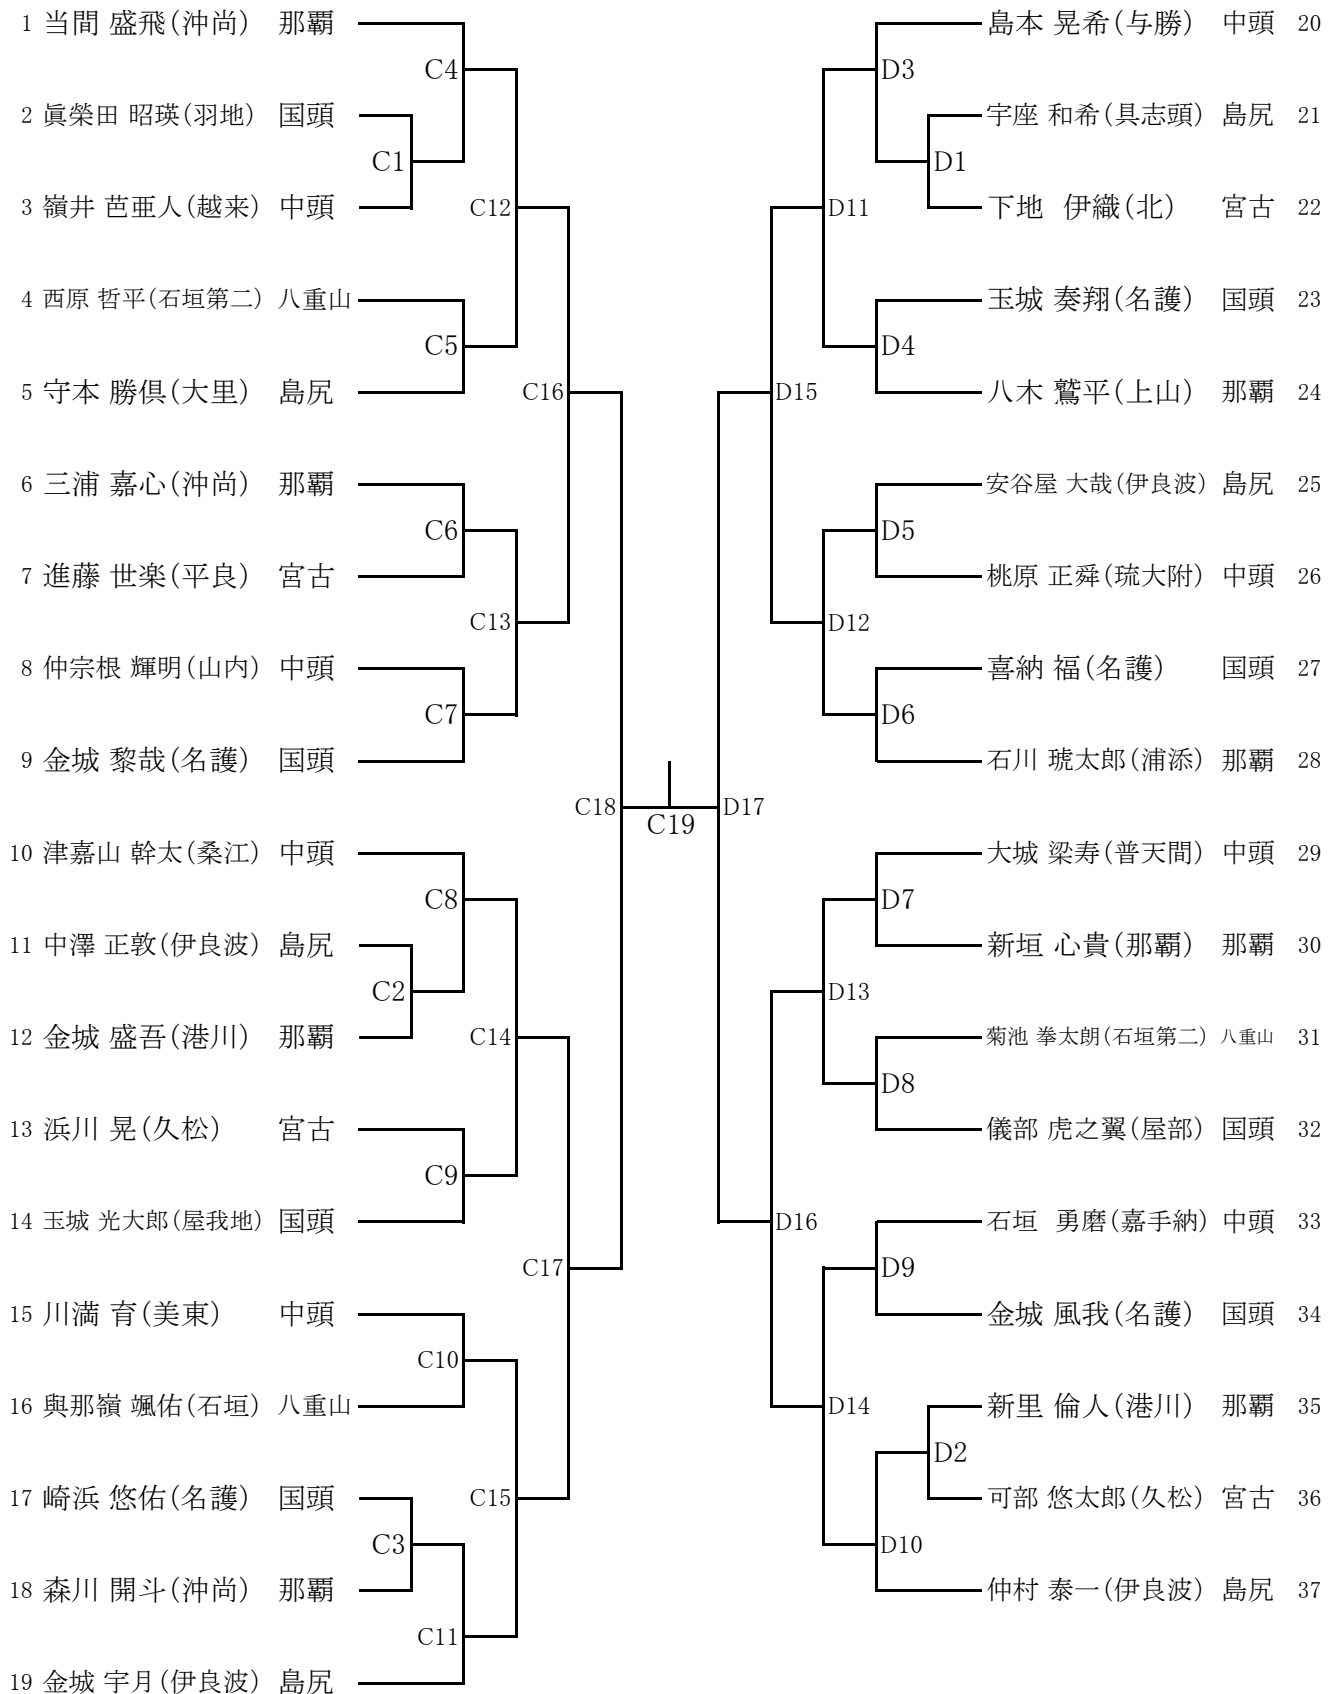 1 当間 盛飛(沖尚) 那覇
C4
2 眞榮田 昭瑛(羽地) 国頭
C1
3 嶺井 芭亜人(越来) 中頭
C12
4 西原 哲平(石垣第二) 八重山
C5
5 守本 勝倶(大里) 島尻
C16
6 三浦 嘉心(沖尚) 那覇
C6
7 進藤 世楽(平良) 宮古
C13
8 仲宗根 輝明(山内) 中頭
C7
9 金城 黎哉(名護) 国頭
C18
10 津嘉山 幹太(桑江) 中頭
C8
11 中澤 正敦(伊良波) 島尻
C2
12 金城 盛吾(港川) 那覇
C14
13 浜川 晃(久松) 宮古
C9
14 玉城 光大郎(屋我地) 国頭
C17
15 川満 育(美東) 中頭
C10
16 與那嶺 颯佑(石垣) 八重山
17 崎浜 悠佑(名護) 国頭
C15
C3
18 森川 開斗(沖尚) 那覇
C11
19 金城 宇月(伊良波) 島尻
C19
島本 晃希(与勝) 中頭 20
D3
宇座 和希(具志頭) 島尻 21
D1
下地 伊織(北) 宮古 22
D11
玉城 奏翔(名護) 国頭 23
D4
八木 鷲平(上山) 那覇 24
D15
安谷屋 大哉(伊良波) 島尻 25
D5
桃原 正舜(琉大附) 中頭 26
D12
喜納 福(名護) 国頭 27
D6
石川 琥太郎(浦添) 那覇 28
D17
大城 梁寿(普天間) 中頭 29
D7
新垣 心貴(那覇) 那覇 30
D13
菊池 拳太朗(石垣第二) 八重山 31
D8
儀部 虎之翼(屋部) 国頭 32
D16
石垣 勇磨(嘉手納) 中頭 33
D9
金城 風我(名護) 国頭 34
D14
新里 倫人(港川) 那覇 35
D2
可部 悠太郎(久松) 宮古 36
D10
仲村 泰一(伊良波) 島尻 37